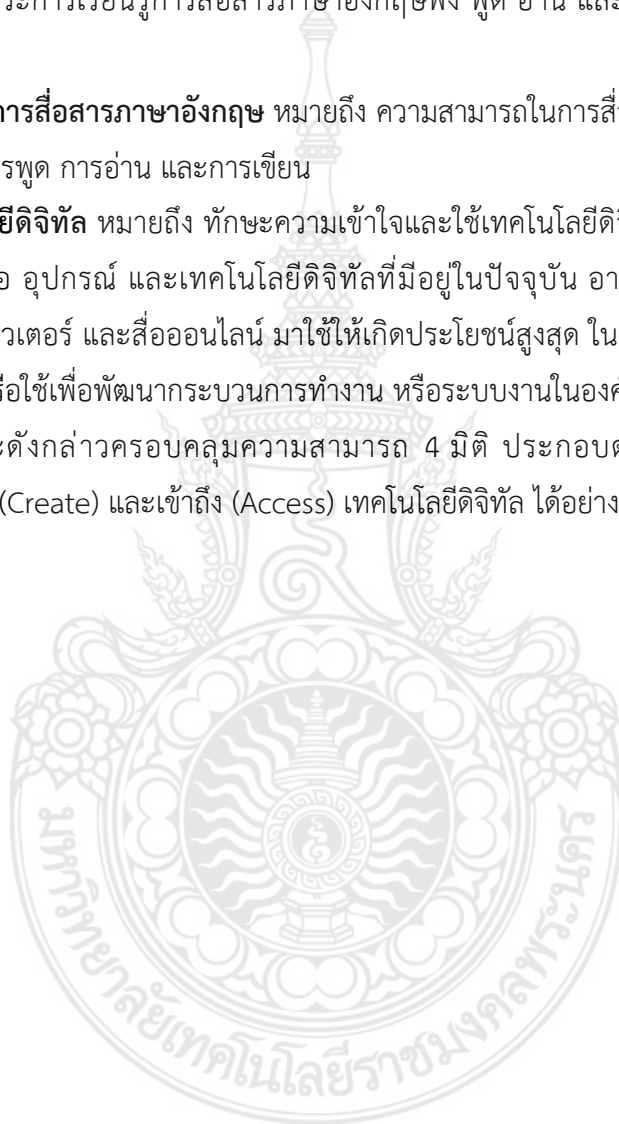 ระการเรียนรู้การสื่อสารภาษาอังกฤษฟัง พูด อ่าน และ
การสื่อสารภาษาอังกฤษ หมายถึง ความสามารถในการสื่
รพูด การอ่าน และการเขียน
ยีดิจิทัล หมายถึง ทักษะความเข้าใจและใช้เทคโนโลยีดิจิ
อ อุปกรณ์ และเทคโนโลยีดิจิทัลที่มีอยู่ในปัจจุบัน อา
วเตอร์ และสื่อออนไลน์ มาใช้ให้เกิดประโยชน์สูงสุด ใน
รือใช้เพื่อพัฒนากระบวนการทำงาน หรือระบบงานในองค์
ะดังกล่าวครอบคลุมความสามารถ 4 มิติ ประกอบด
(Create) และเข้าถึง (Access) เทคโนโลยีดิจิทัล ได้อย่าง
มหาวิทยาลัยเทคโนโลยีราชมงคลพระนคร